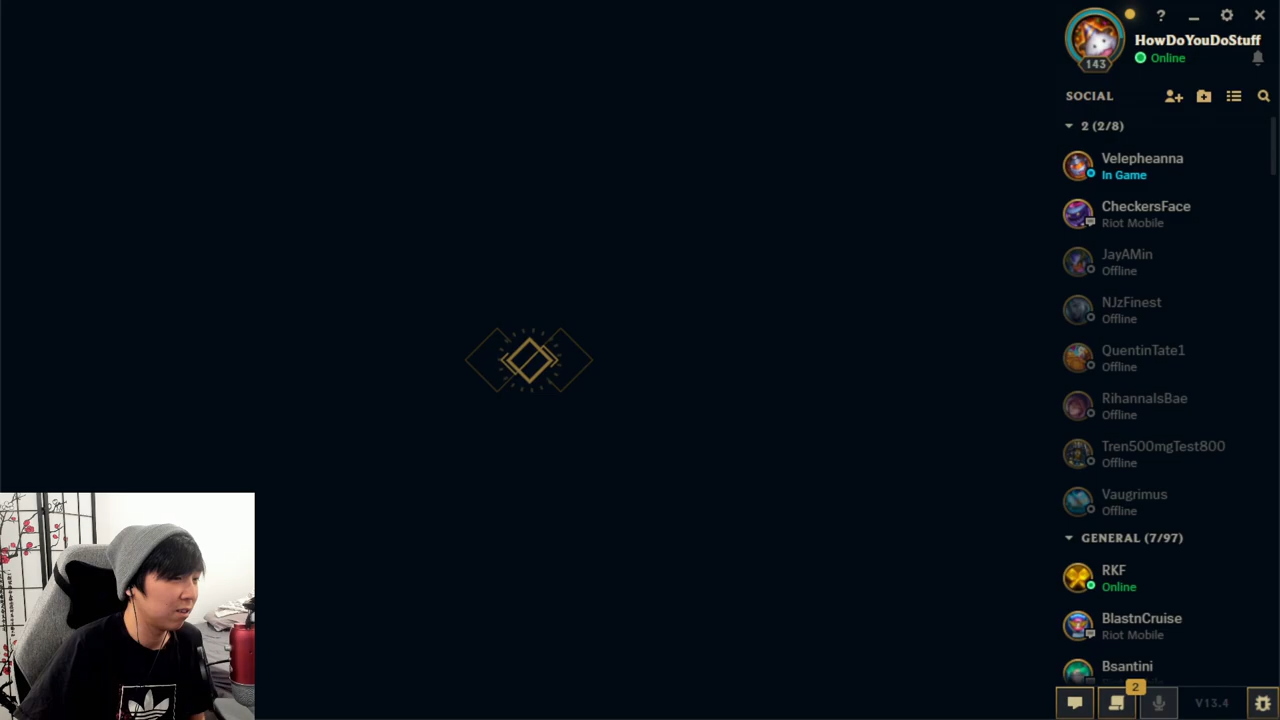 ?
HowDoYouDoStuff
143
Online
SOCIAL
2 (2/8)
Velepheanna
In Game
CheckersFace
Riot Mobile
JayAMin
Offline
NJzFinest
Offline
QuentinTate1
Offline
RihannaIsBae
Offline
Tren500mgTest800
Offline
Vaugrimus
Offline
GENERAL (7/97)
RKF
Online
BlastnCruise
Riot Mobile
Bsantini
2
V13.4